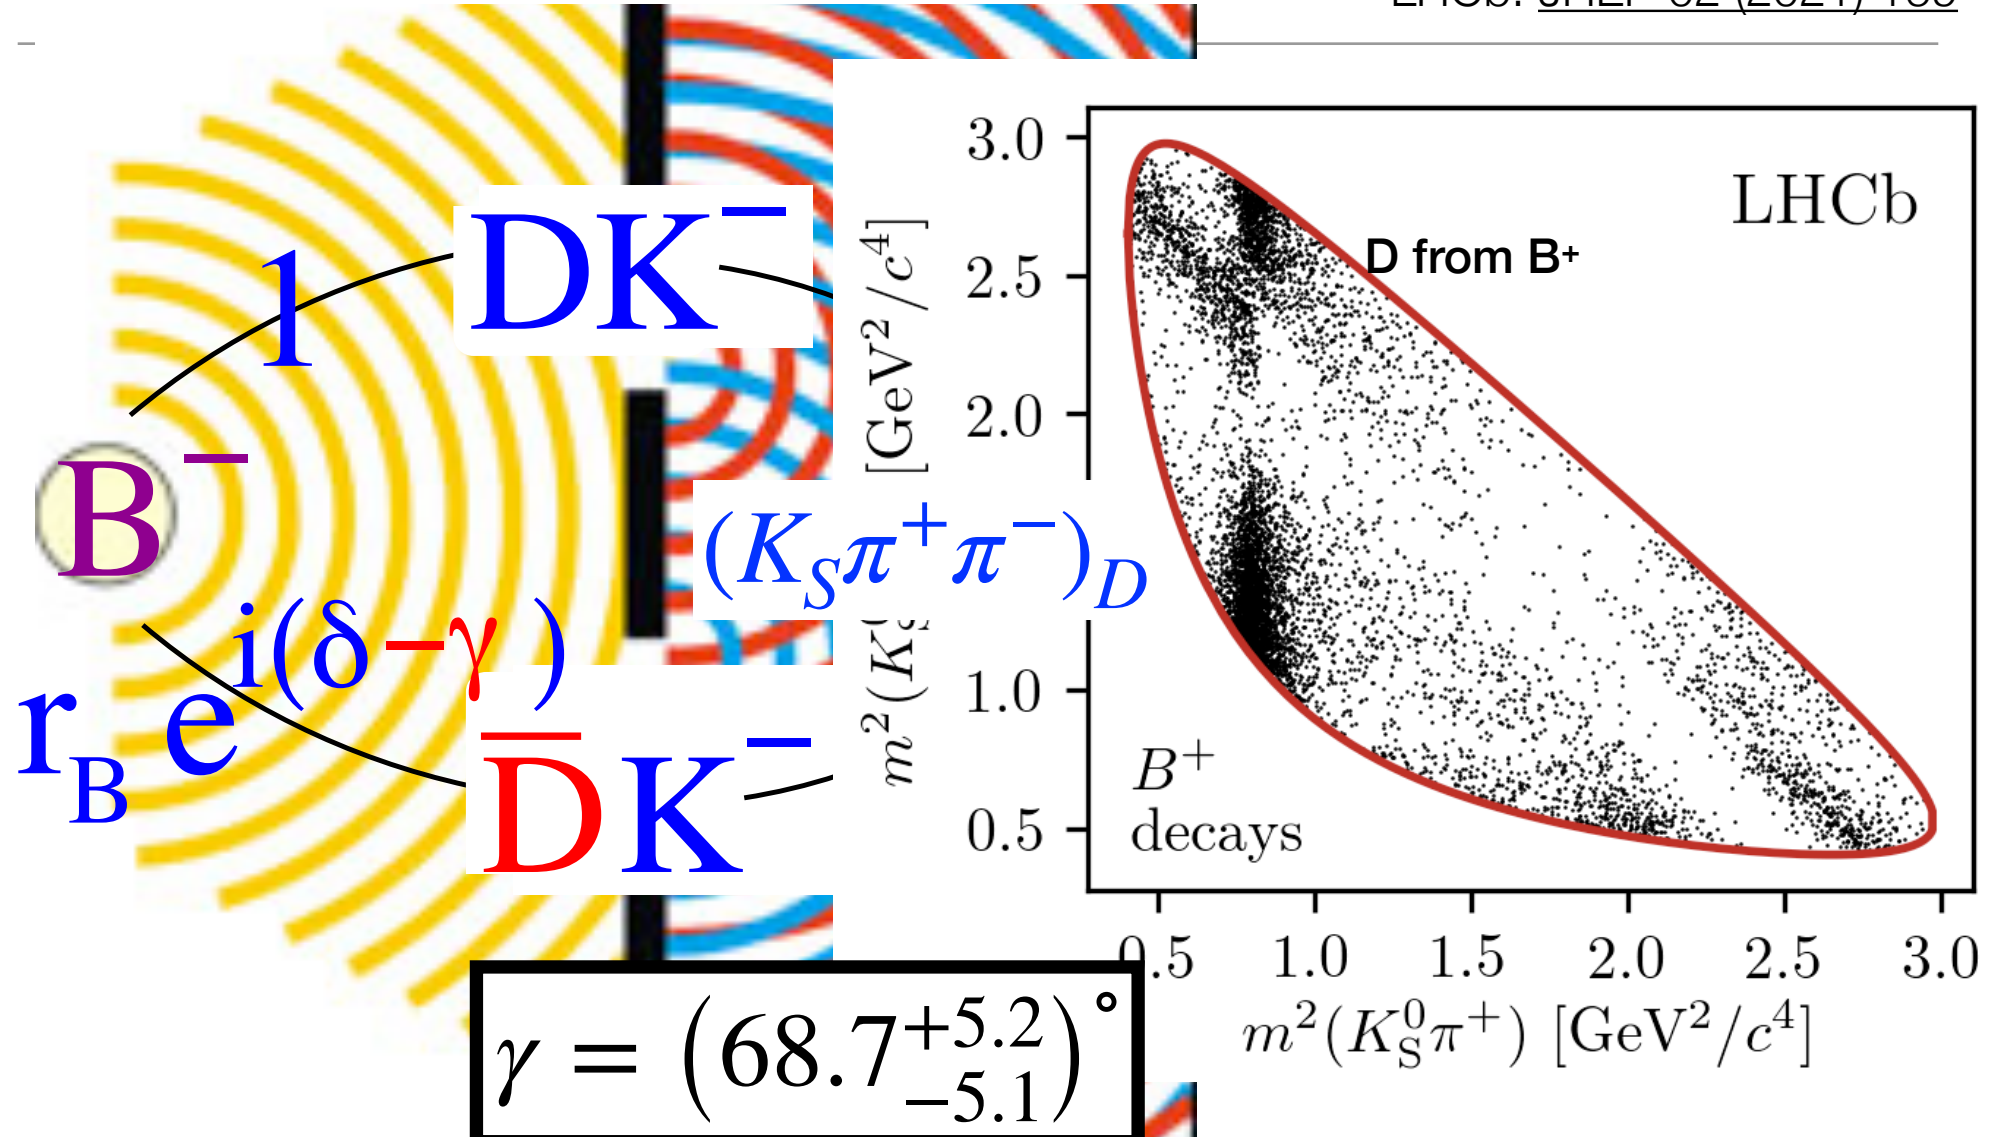 3.0
2.5
2.0
1.0
0.5
[GeV²/c⁴]
LHCb
D from B⁺
B⁺
decays
0.5 1.0 1.5 2.0 2.5 3.0
m²(K⁰_S π⁺) [GeV²/c⁴]
1
DK⁻
B⁻
(K_S π⁺ π⁻)_D
r_B e^{i(δ−γ)}
D̅K⁻
γ = (68.7^{+5.2}_{−5.1})°